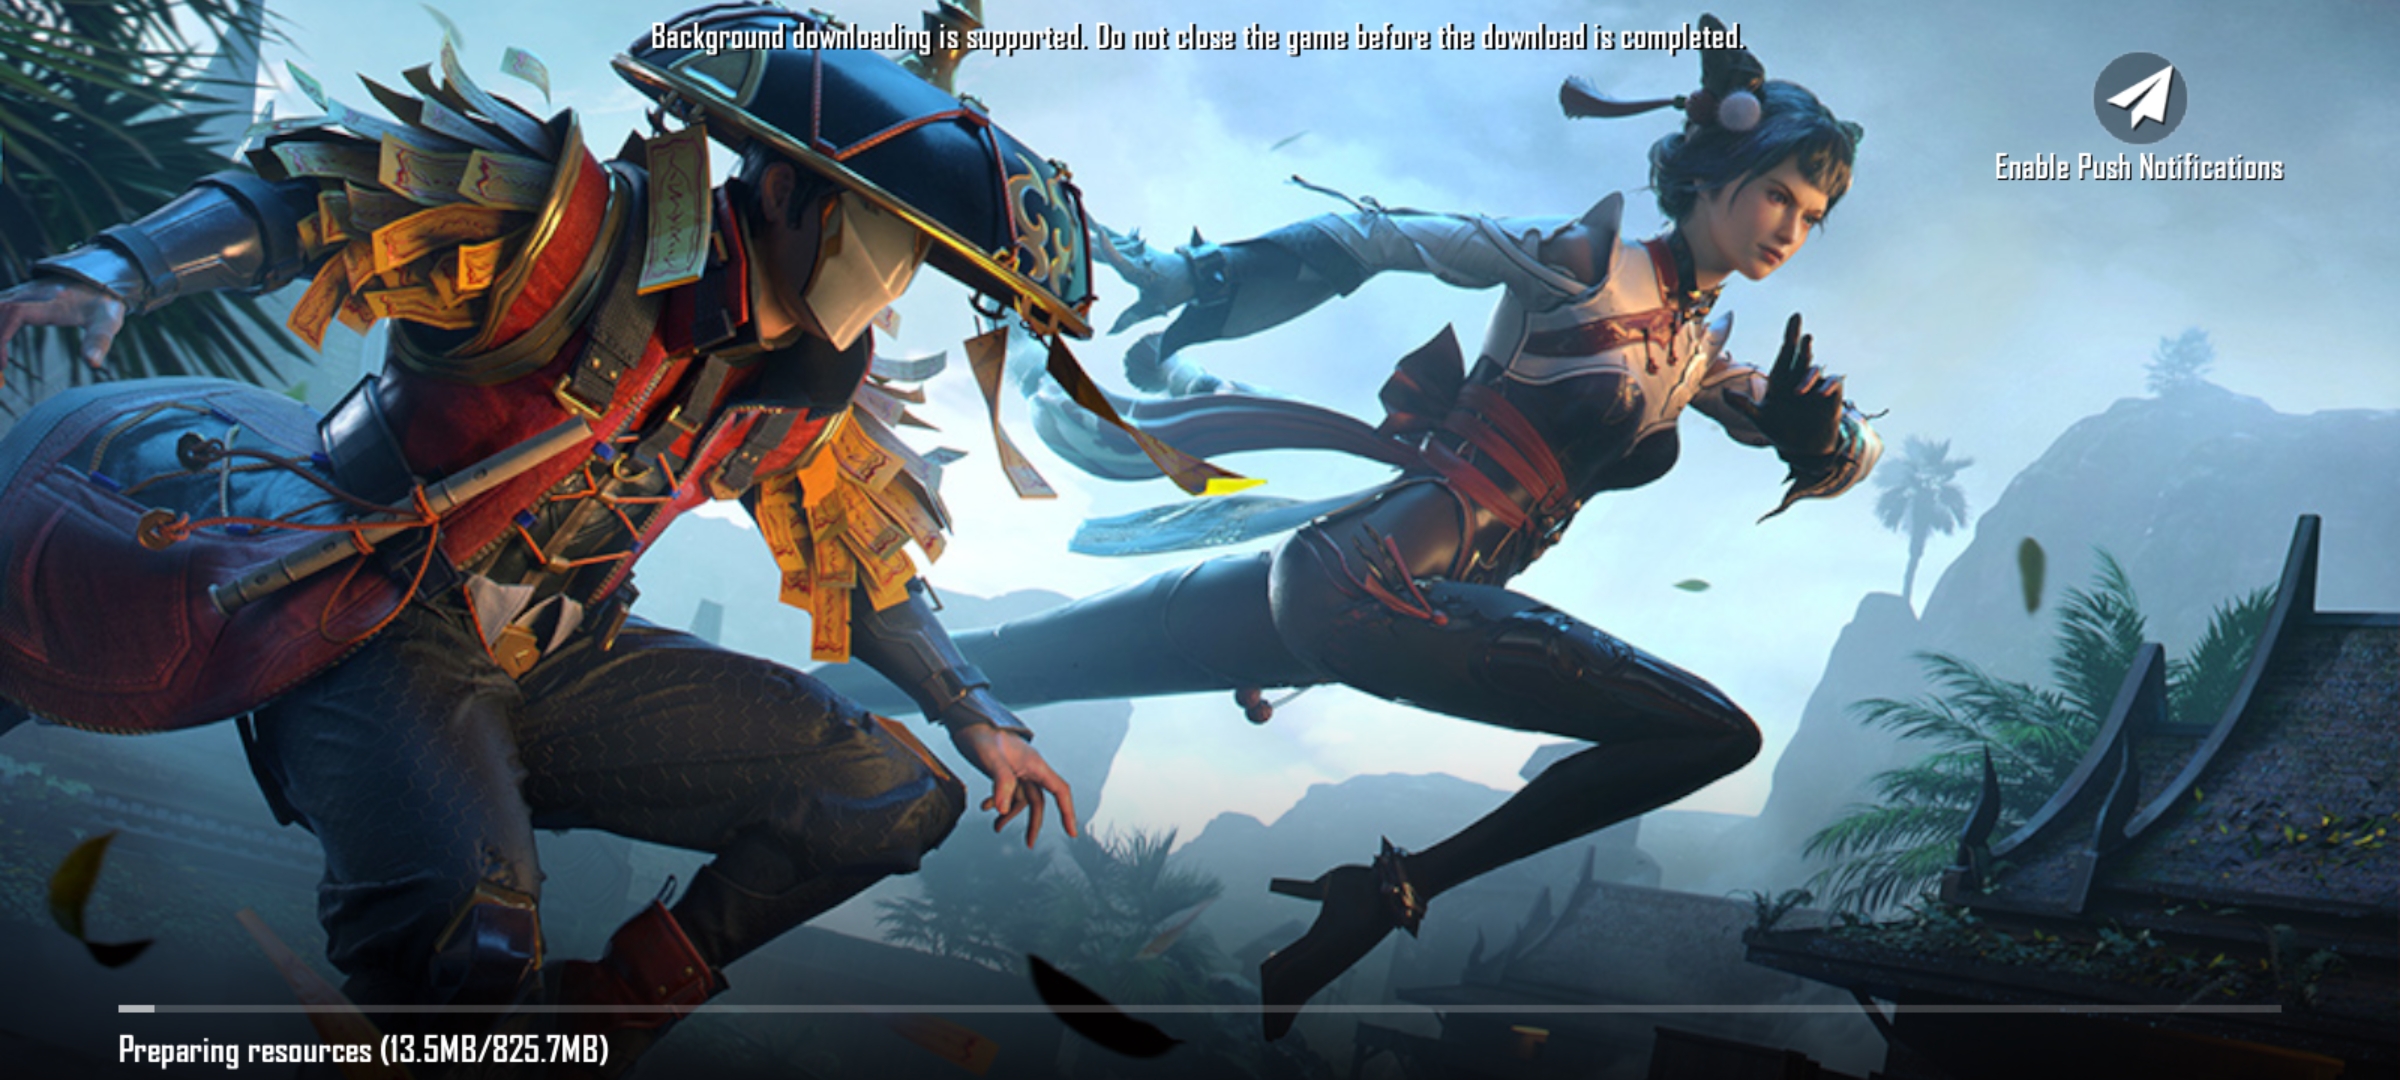 Background downloading is supported. Do not close the game before the download is completed.
Enable Push Notifications
Preparing resources (13.5MB/825.7MB)